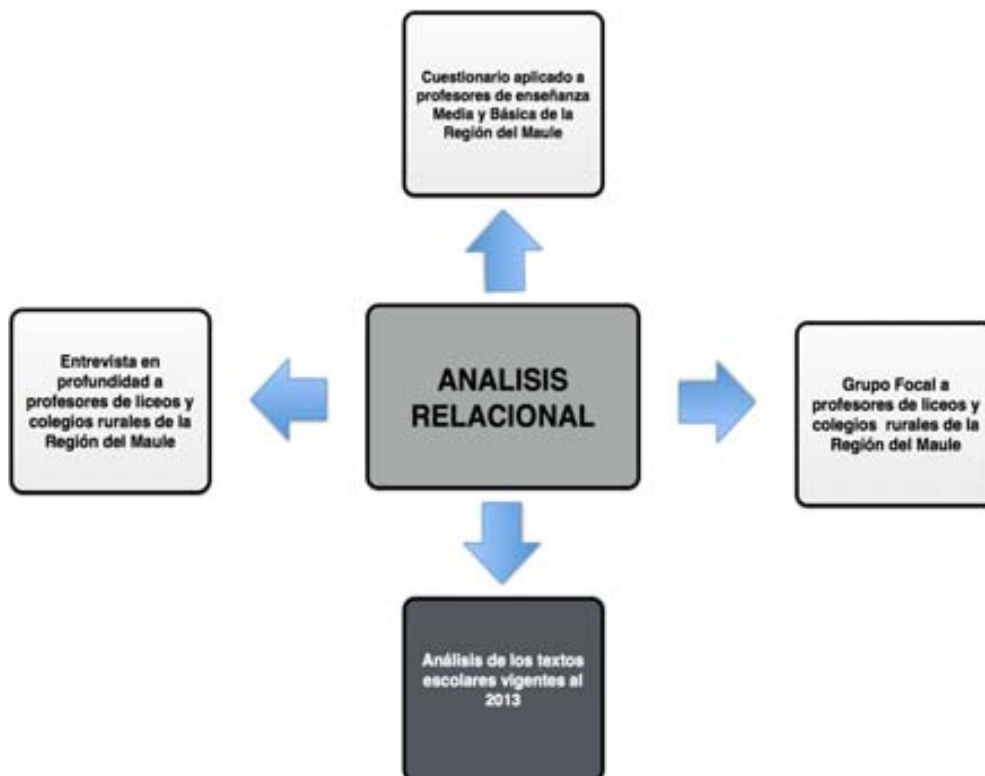 Cuestionario aplicado a
profesores de enseñanza
Media y Básica de la
Región del Maule
Entrevista en
profundidad a
profesores de liceos y
colegios rurales de la
Región del Maule
ANALISIS
RELACIONAL
Grupo Focal a
profesores de liceos y
colegios rurales de la
Región del Maule
Análisis de los textos
escolares vigentes al
2013